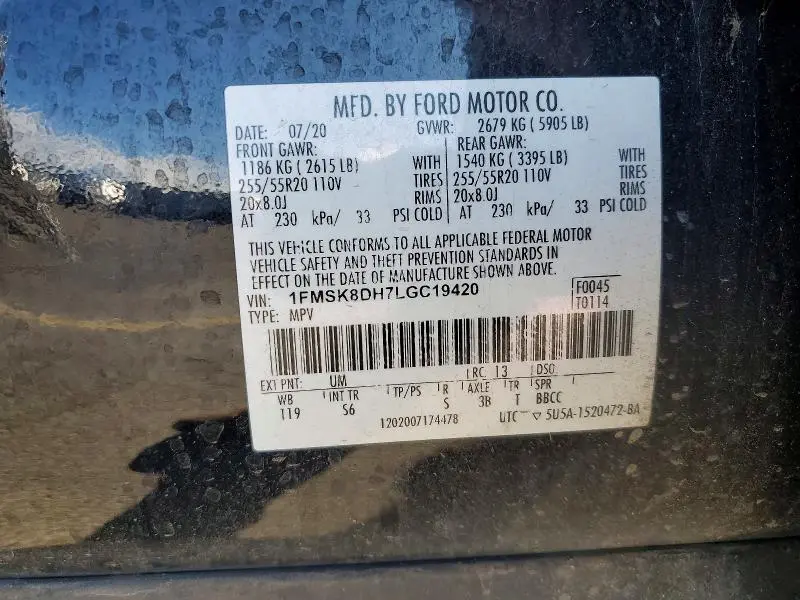 MFD. BY FORD MOTOR CO.
DATE: 07/20 GVWR: 2679 KG ( 5905 LB)
FRONT GAWR: REAR GAWR:
1186 KG ( 2615 LB) WITH 1540 KG ( 3395 LB) WITH
255/55R20 110V TIRES 255/55R20 110V TIRES
20x8.0J RIMS 20x8.0J RIMS
AT 230 kPa/ 33 PSI COLD AT 230 kPa/ 33 PSI COLD
THIS VEHICLE CONFORMS TO ALL APPLICABLE FEDERAL MOTOR
VEHICLE SAFETY AND THEFT PREVENTION STANDARDS IN
EFFECT ON THE DATE OF MANUFACTURE SHOWN ABOVE.
VIN: 1FMSK8DH7LGC19420 F0045
TYPE: MPV T0114
EXT PNT: UM RC: 13 DSO:
WB INT TR TP/PS R AXLE TR SPR
119 S6 S 3B T BBCC
1202007174478 UTC ▽ 5U5A-1520472-BA